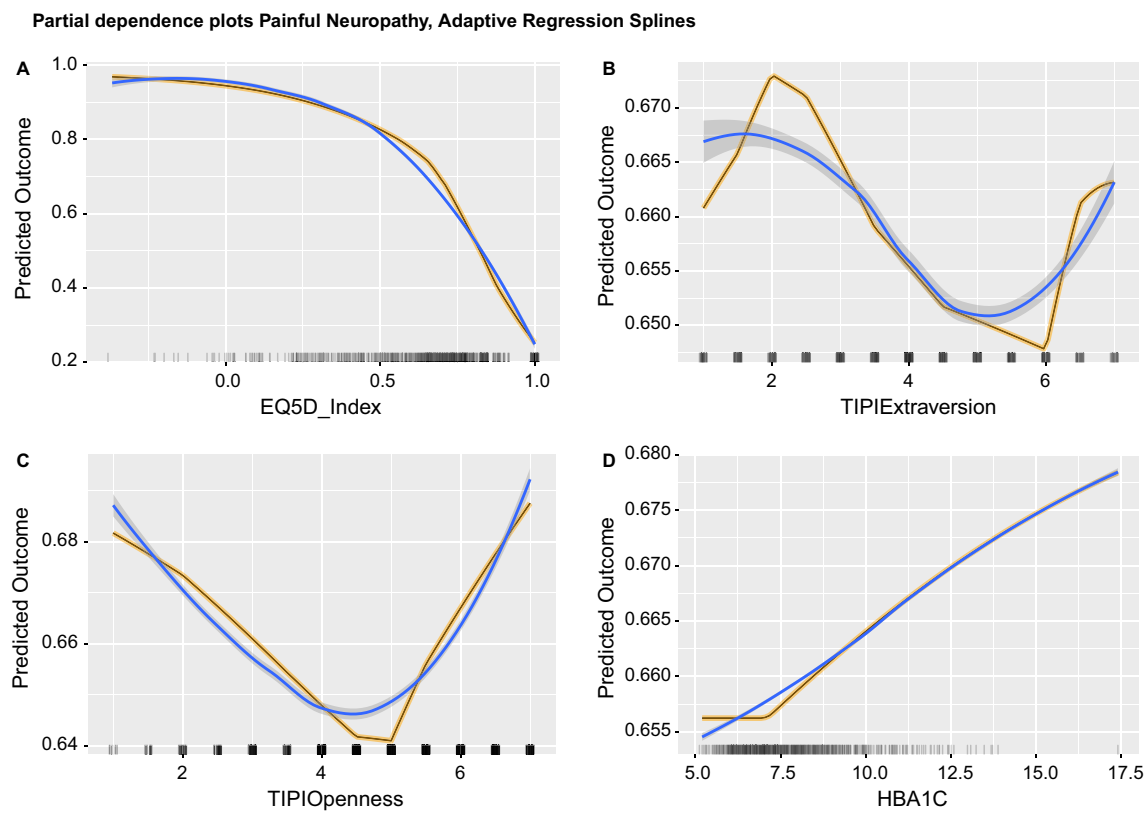 Partial dependence plots Painful Neuropathy, Adaptive Regression Splines
A
Predicted Outcome
1.0
0.8
0.6
0.4
0.2
0.0 0.5 1.0
EQ5D_Index
B
Predicted Outcome
0.670
0.665
0.660
0.655
0.650
2 4 6
TIPIExtraversion
C
Predicted Outcome
0.68
0.66
0.64
2 4 6
TIPIOpenness
D
Predicted Outcome
0.680
0.675
0.670
0.665
0.660
0.655
5.0 7.5 10.0 12.5 15.0 17.5
HBA1C